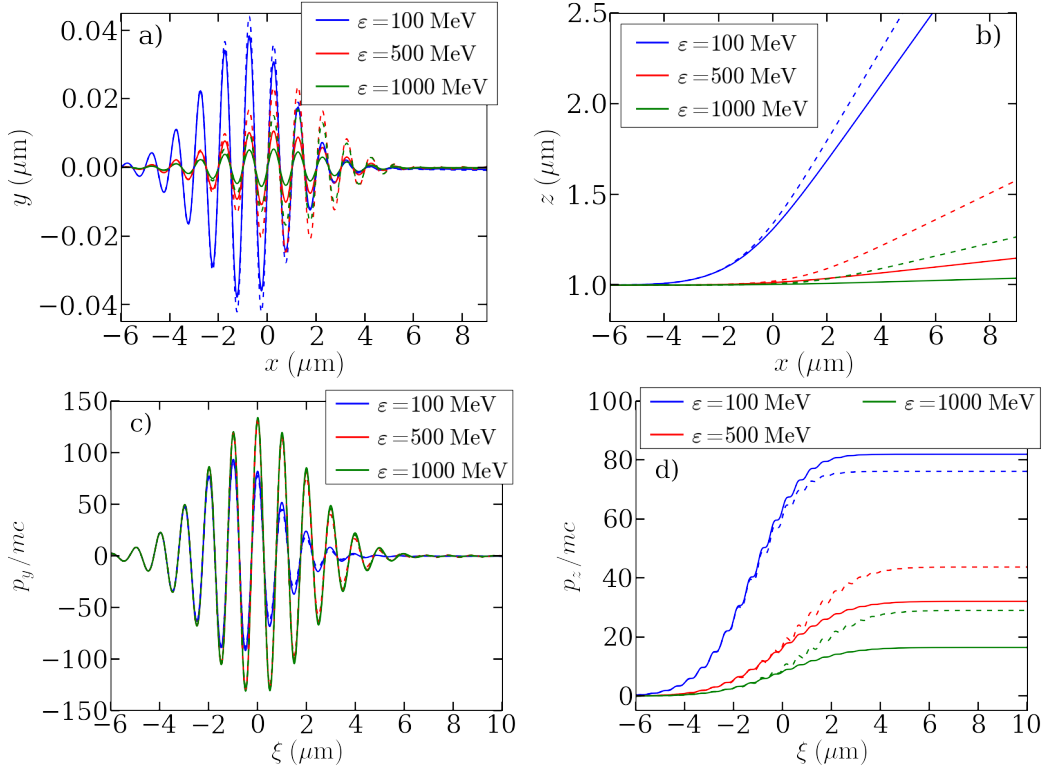 a)
ε=100 MeV
ε=500 MeV
ε=1000 MeV
0.04
0.02
0.00
−0.02
−0.04
y (μm)
−6 −4 −2 0 2 4 6 8
x (μm)
b)
ε=100 MeV
ε=500 MeV
ε=1000 MeV
2.5
2.0
1.5
1.0
z (μm)
−6 −4 −2 0 2 4 6 8
x (μm)
c)
ε=100 MeV
ε=500 MeV
ε=1000 MeV
150
100
50
0
−50
−100
−150
p_y/mc
−6 −4 −2 0 2 4 6 8 10
ξ (μm)
ε=100 MeV ε=1000 MeV
ε=500 MeV
d)
100
80
60
40
20
0
p_z/mc
−6 −4 −2 0 2 4 6 8 10
ξ (μm)